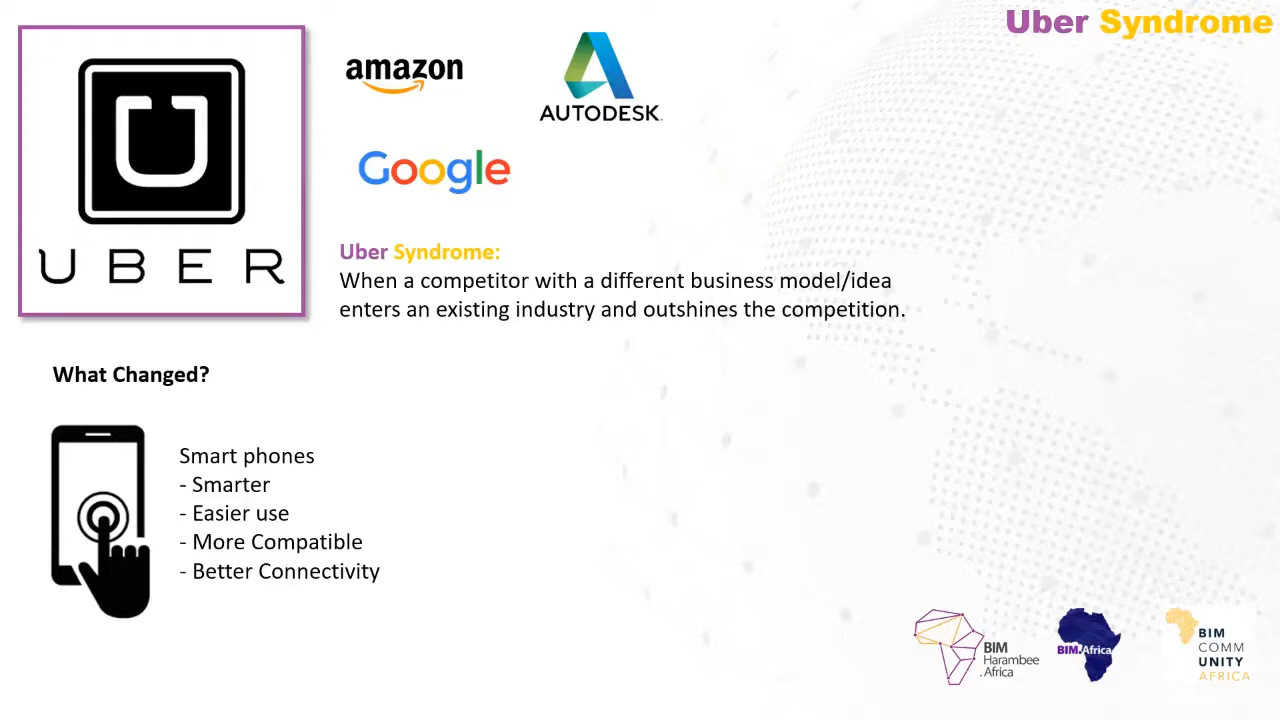 Uber Syndrome
U
UBER
amazon
AUTODESK.
Google
Uber Syndrome:
When a competitor with a different business model/idea
enters an existing industry and outshines the competition.
What Changed?
Smart phones
- Smarter
- Easier use
- More Compatible
- Better Connectivity
BIM
Harambee
.Africa
BIM.Africa
BIM
COMM
UNITY
AFRICA